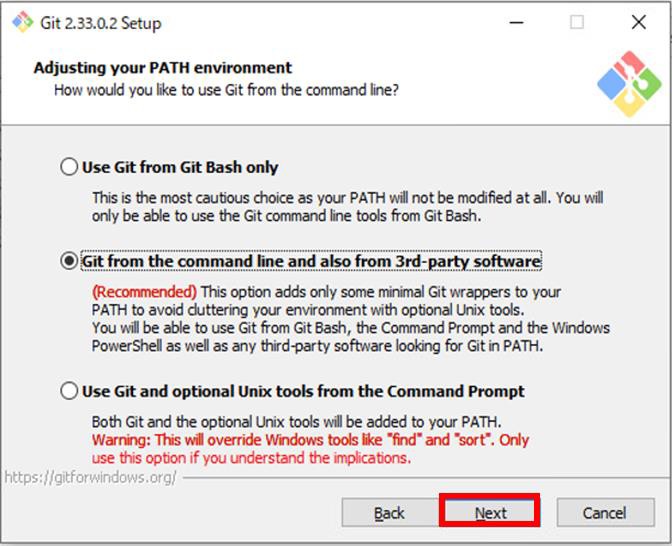 Git 2.33.0.2 Setup
Adjusting your PATH environment
How would you like to use Git from the command line?
Use Git from Git Bash only
This is the most cautious choice as your PATH will not be modified at all. You will
only be able to use the Git command line tools from Git Bash.
Git from the command line and also from 3rd-party software
(Recommended) This option adds only some minimal Git wrappers to your
PATH to avoid cluttering your environment with optional Unix tools.
You will be able to use Git from Git Bash, the Command Prompt and the Windows
PowerShell as well as any third-party software looking for Git in PATH.
Use Git and optional Unix tools from the Command Prompt
Both Git and the optional Unix tools will be added to your PATH.
Warning: This will override Windows tools like "find" and "sort". Only
use this option if you understand the implications.
https://gitforwindows.org/
Back Next Cancel